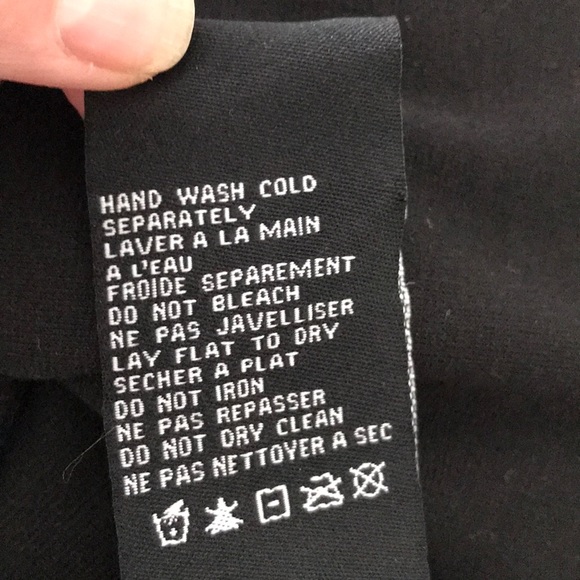 HAND WASH COLD
SEPARATELY
LAVER A LA MAIN
A L'EAU
FROIDE SEPAREMENT
DO NOT BLEACH
NE PAS JAVELLISER
LAY FLAT TO DRY
SECHER A PLAT
DO NOT IRON
NE PAS REPASSER
DO NOT DRY CLEAN
NE PAS NETTOYER A SEC